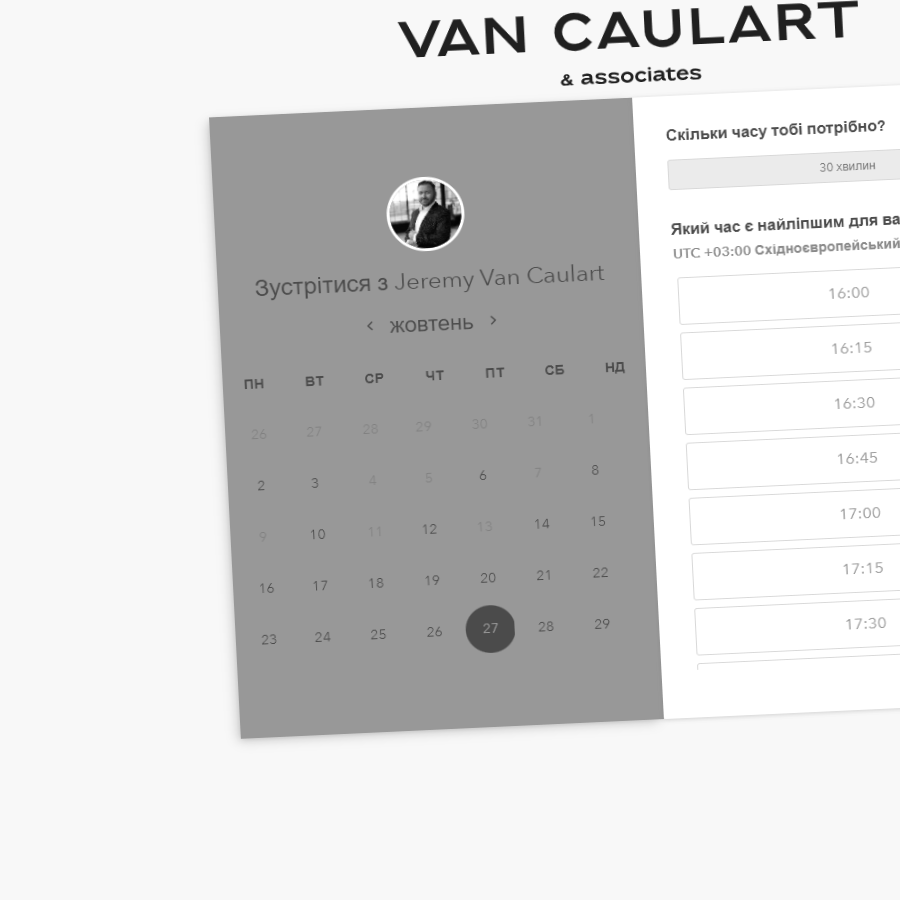 VAN CAULART
& associates
Зустрітися з Jeremy Van Caulart
‹ жовтень ›
ПН ВТ СР ЧТ ПТ СБ НД
26 27 28 29 30 31 1
2 3 4 5 6 7 8
9 10 11 12 13 14 15
16 17 18 19 20 21 22
23 24 25 26 27 28 29
Скільки часу тобі потрібно?
30 хвилин
Який час є найліпшим для ва
UTC +03:00 Східноєвропейський
16:00
16:15
16:30
16:45
17:00
17:15
17:30